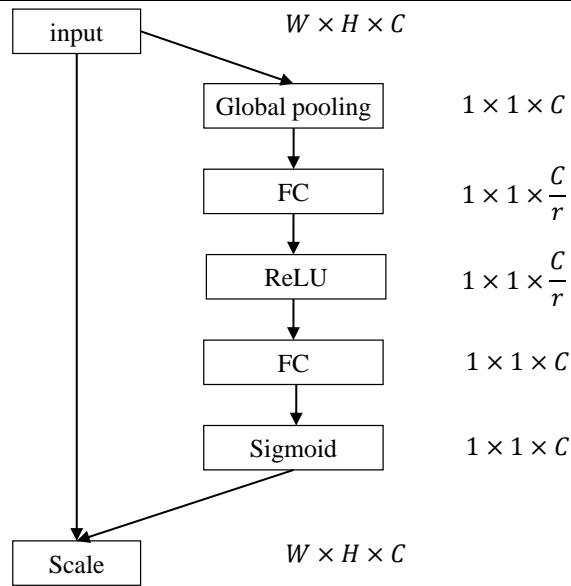 input W × H × C
Global pooling 1 × 1 × C
FC 1 × 1 × C/r
ReLU 1 × 1 × C/r
FC 1 × 1 × C
Sigmoid 1 × 1 × C
Scale W × H × C